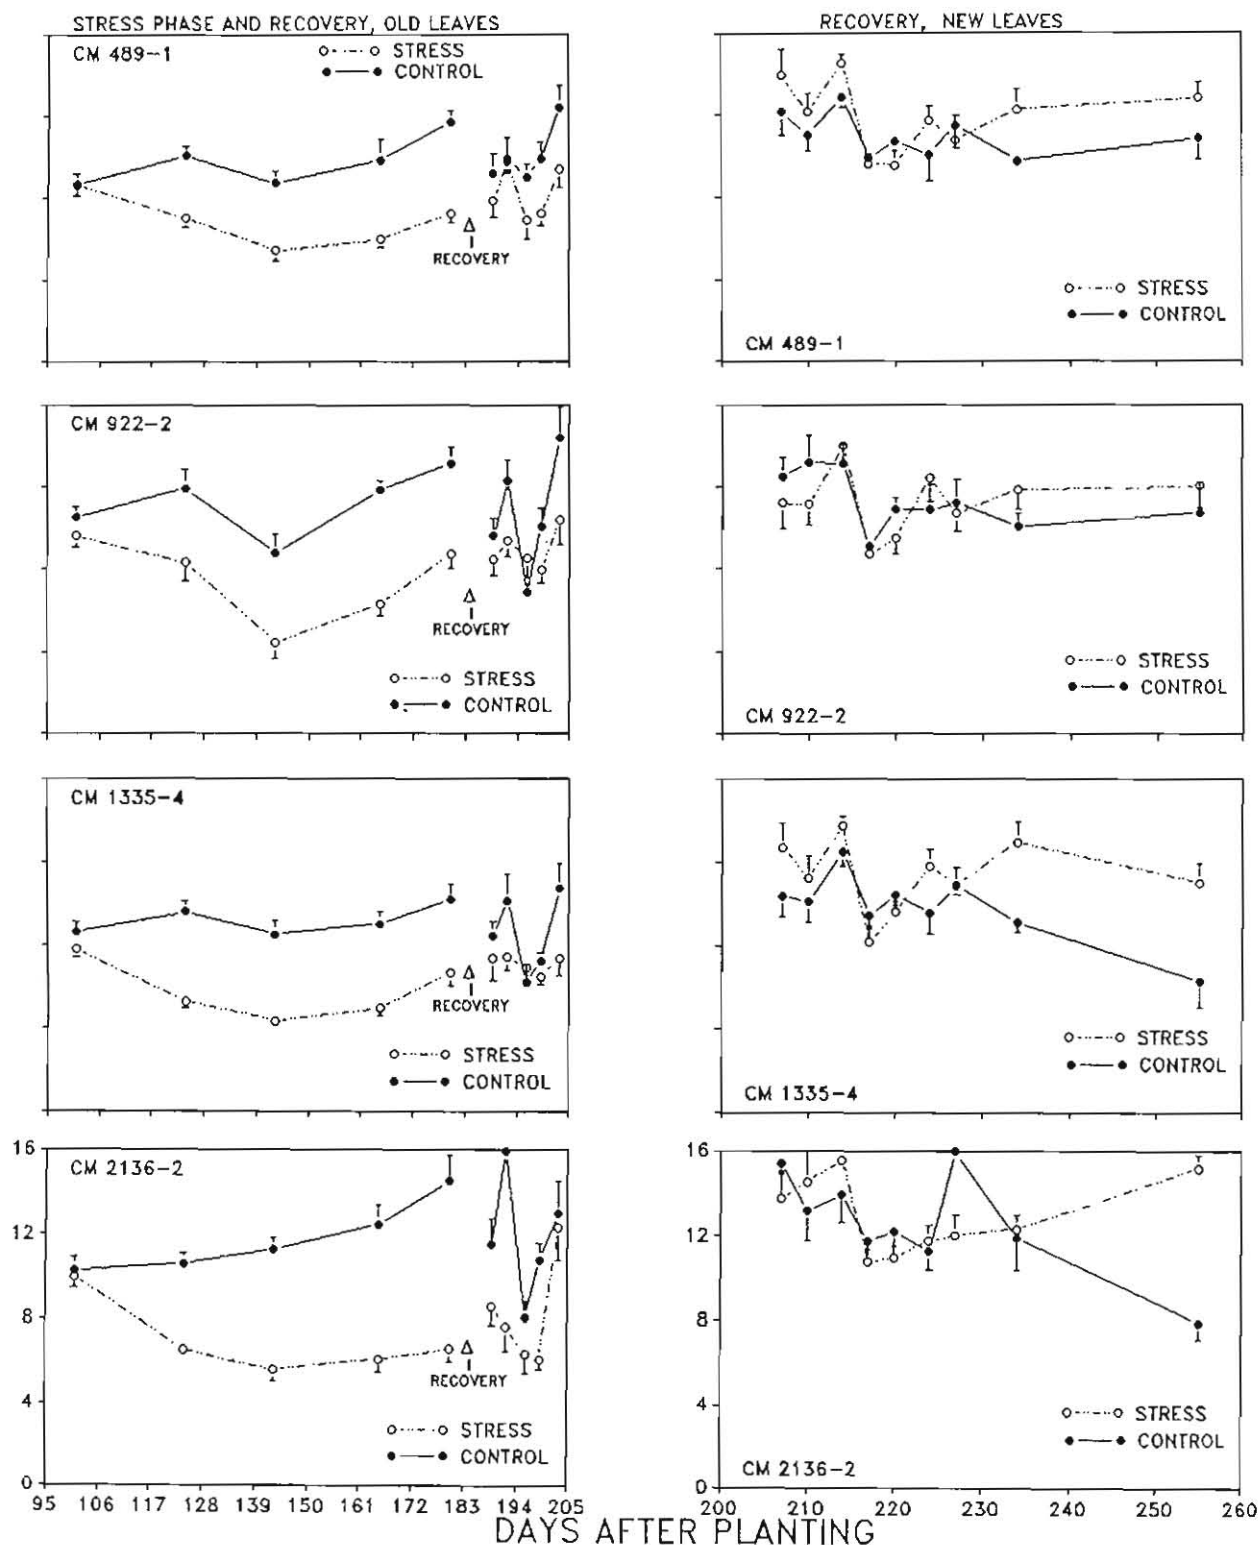 STRESS PHASE AND RECOVERY, OLD LEAVES
CM 489-1
STRESS
CONTROL
RECOVERY
RECOVERY, NEW LEAVES
STRESS
CONTROL
CM 489-1
CM 922-2
RECOVERY
STRESS
CONTROL
STRESS
CONTROL
CM 922-2
CM 1335-4
RECOVERY
STRESS
CONTROL
STRESS
CONTROL
CM 1335-4
16
CM 2136-2
12
8
4
0
RECOVERY
STRESS
CONTROL
95 106 117 128 139 150 161 172 183 194 205
16
12
8
4
0
STRESS
CONTROL
CM 2136-2
200 210 220 230 240 250 260
DAYS AFTER PLANTING